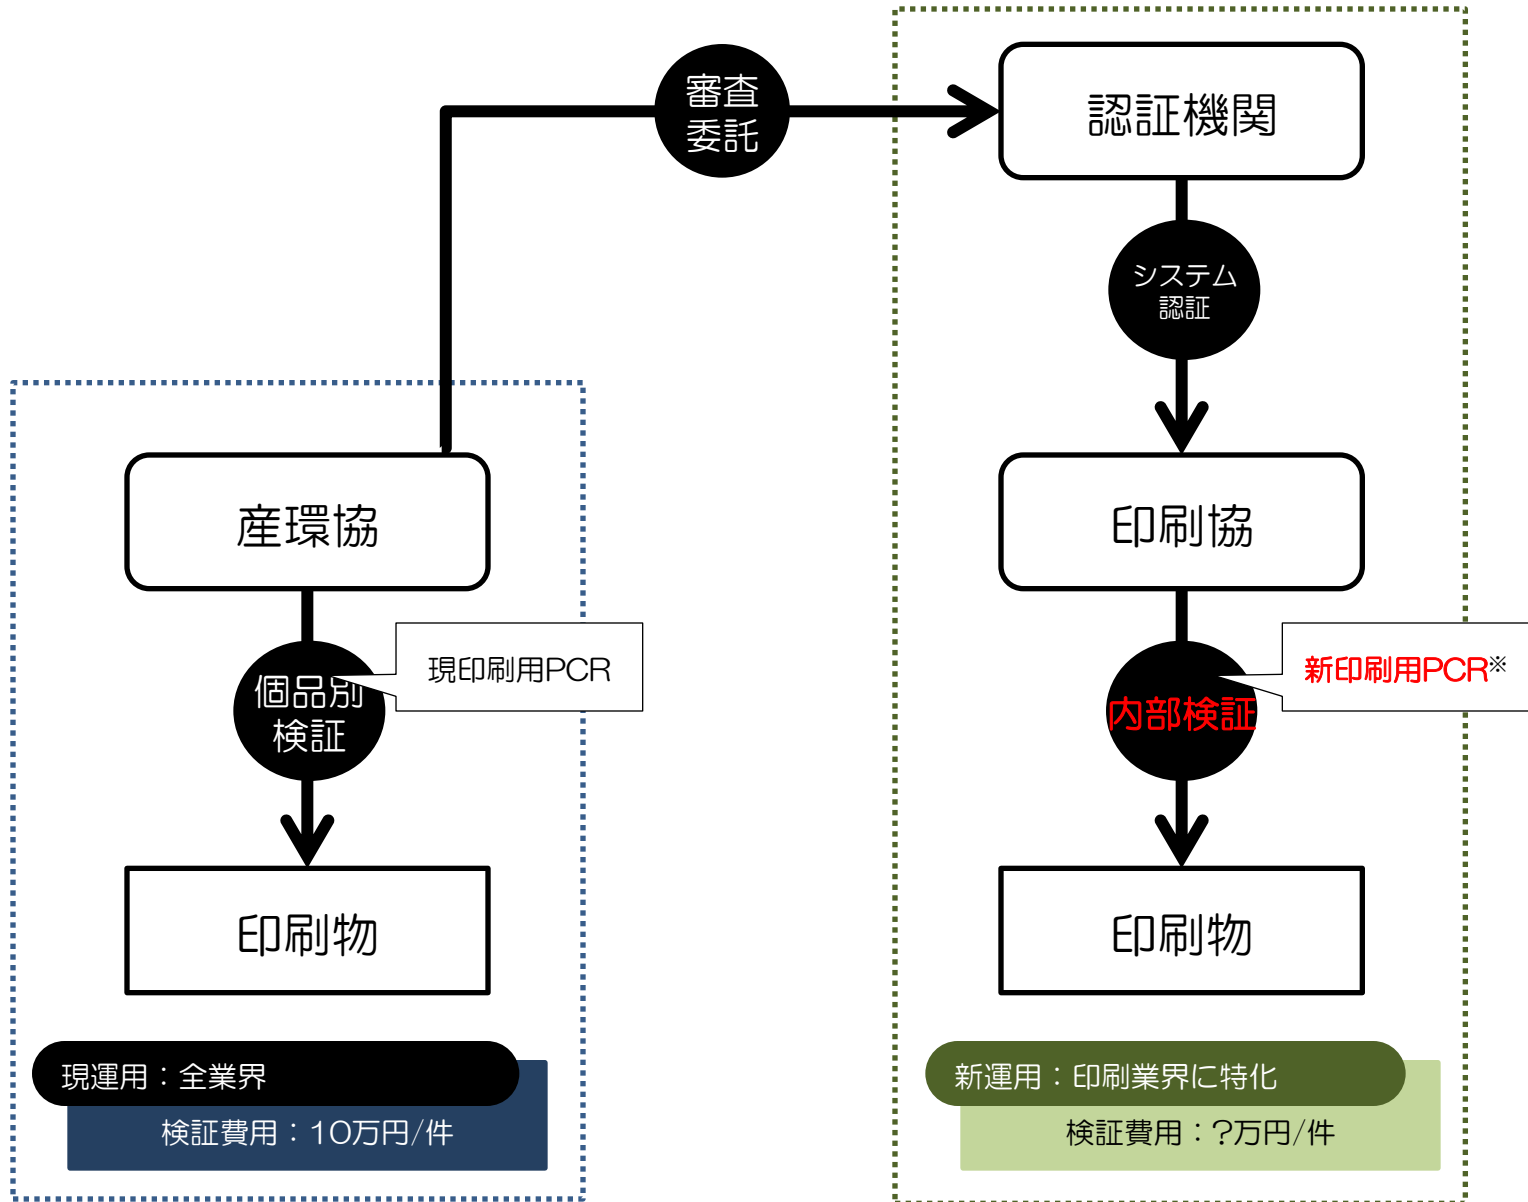 審査
委託
認証機関
システム
認証
産環協
印刷協
現印刷用PCR
個品別
検証
新印刷用PCR※
内部検証
印刷物
印刷物
現運用：全業界
検証費用：10万円/件
新運用：印刷業界に特化
検証費用：?万円/件